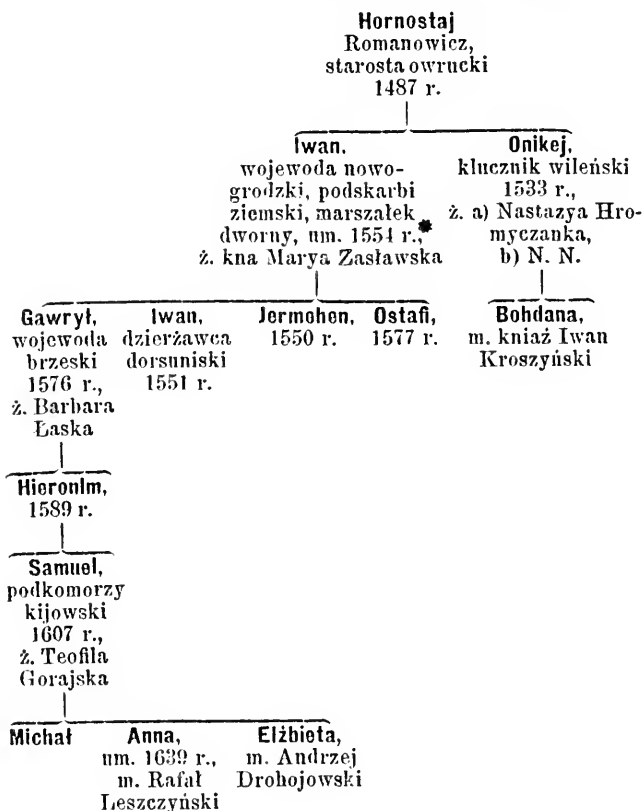 Hornostaj
Romanowicz,
starosta owrucki
1487 r.
Iwan,
wojewoda nowo-
grodzki, podskarbi
ziemski, marszałek
dworny, um. 1554 r.,*
ż. kna Marya Zasławska
Onikej,
klucznik wileński
1533 r.,
ż. a) Nastazya Hro-
myczanka,
b) N. N.
Gawrył,
wojewoda
brzeski
1576 r.,
ż. Barbara
Łaska
Iwan,
dzierżawca
dorsuniski
1551 r.
Jermohen,
1550 r.
Ostafi,
1577 r.
Bohdana,
m. kniaź Iwan
Kroszyński
Hieronim,
1589 r.
Samuel,
podkomorzy
kijowski
1607 r.,
ż. Teofila
Gorajska
Michał
Anna,
um. 1639 r.,
m. Rafał
Leszczyński
Elżbieta,
m. Andrzej
Drohojowski